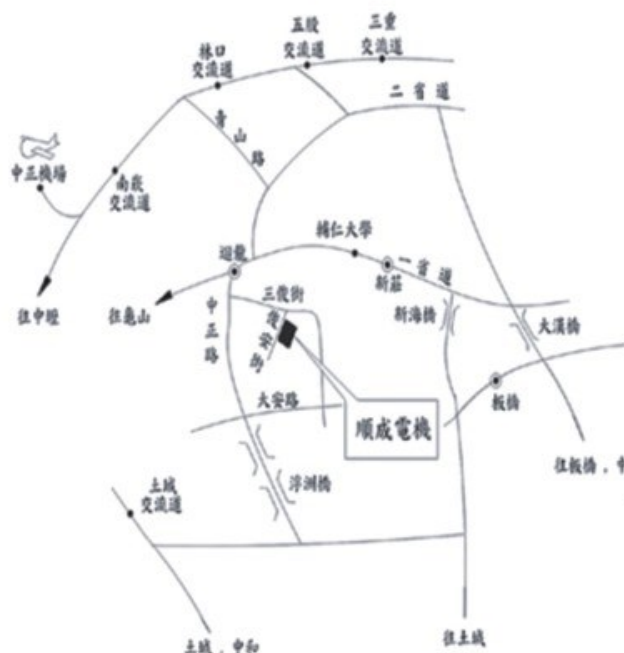 五股
交流道
三重
交流道
林口
交流道
二省道
青山路
中正機場
南崁
交流道
輔仁大學
迴龍
一省道
新莊
往中壢
往龜山
三俊街
新海橋
大漢橋
中正路
俊安街
大安路
板橋
順成電機
往板橋．中
浮洲橋
土城
交流道
往土城
土城．中和